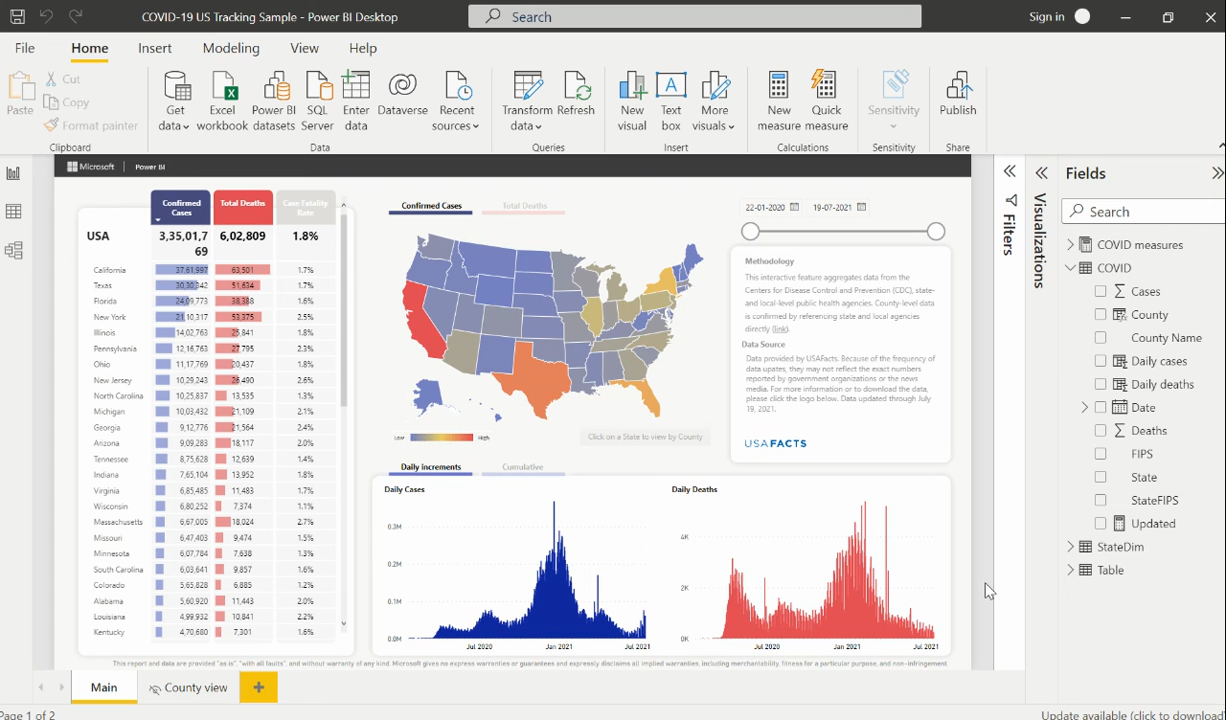 COVID-19 US Tracking Sample - Power BI Desktop
Search
Sign in
File Home Insert Modeling View Help
Paste
Cut
Copy
Format painter
Clipboard
Get data
Excel workbook
Power BI datasets
SQL Server
Enter data
Dataverse
Recent sources
Data
Transform data
Refresh
Queries
New visual
Text box
More visuals
Insert
New measure
Quick measure
Calculations
Sensitivity
Sensitivity
Publish
Share
Microsoft | Power BI
Confirmed Cases
Total Deaths
Case Fatality Rate
USA 3,35,01,769 6,02,809 1.8%
California 37,61,997 63,501 1.7%
Texas 30,30,342 51,634 1.7%
Florida 24,09,773 38,388 1.6%
New York 21,10,317 53,375 2.5%
Illinois 14,02,763 25,841 1.8%
Pennsylvania 12,16,763 27,795 2.3%
Ohio 11,17,769 20,437 1.8%
New Jersey 10,29,243 26,490 2.6%
North Carolina 10,25,837 13,535 1.3%
Michigan 10,03,432 21,109 2.1%
Georgia 9,12,776 21,564 2.4%
Arizona 9,09,283 18,117 2.0%
Tennessee 8,75,628 12,639 1.4%
Indiana 7,65,104 13,952 1.8%
Virginia 6,85,485 11,483 1.7%
Wisconsin 6,80,252 7,374 1.1%
Massachusetts 6,67,005 18,024 2.7%
Missouri 6,47,403 9,474 1.5%
Minnesota 6,07,784 7,638 1.3%
South Carolina 6,03,641 9,857 1.6%
Colorado 5,65,828 6,885 1.2%
Alabama 5,60,920 11,443 2.0%
Louisiana 4,99,932 10,841 2.2%
Kentucky 4,70,680 7,301 1.6%
Confirmed Cases
Total Deaths
Low
High
Click on a State to view by County
22-01-2020
19-07-2021
Methodology
This interactive feature aggregates data from the
Centers for Disease Control and Prevention (CDC), state-
and local-level public health agencies. County-level data
is confirmed by referencing state and local agencies
directly (link).
Data Source
Data provided by USAFacts. Because of the frequency of
data upates, they may not reflect the exact numbers
reported by government organizations or the news
media. For more information or to download the data,
please click the logo below. Data updated through July
19, 2021.
USAFACTS
Daily increments
Cumulative
Daily Cases
0.3M
0.2M
0.1M
0.0M
Jul 2020 Jan 2021 Jul 2021
Daily Deaths
4K
2K
0K
Jul 2020 Jan 2021 Jul 2021
This report and data are provided "as is", "with all faults", and without warranty of any kind. Microsoft gives no express warranties or guarantees and expressly disclaims all implied warranties, including merchantability, fitness for a particular purpose, and non-infringement
Filters
Visualizations
Fields
Search
COVID measures
COVID
Cases
County
County Name
Daily cases
Daily deaths
Date
Deaths
FIPS
State
StateFIPS
Updated
StateDim
Table
Main
County view
Page 1 of 2
Update available (click to download)